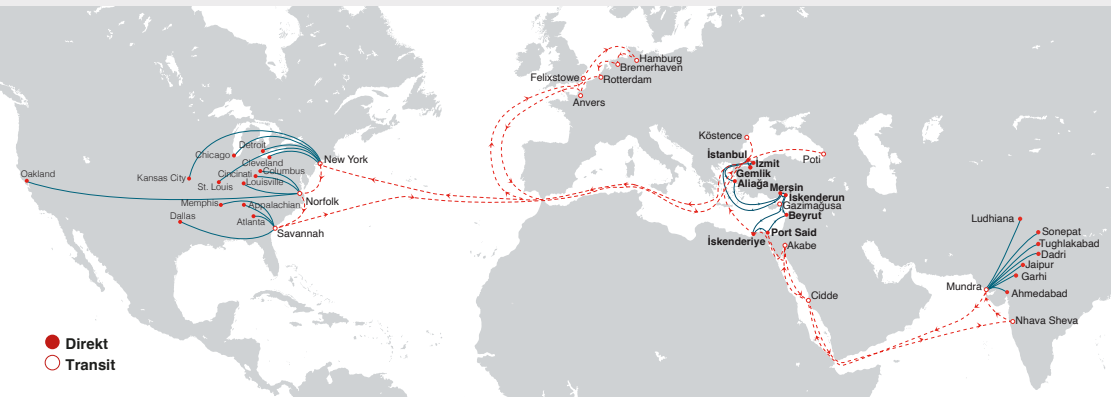 Hamburg
Bremerhaven
Felixstowe
Rotterdam
Anvers
Köstence
Detroit
Chicago
New York
Cleveland
Columbus
Oakland
Kansas City
Cincinati
St. Louis
Louisville
Norfolk
Memphis
Appalachian
Dallas
Atlanta
Savannah
İstanbul
İzmit
Poti
Gemlik
Aliağa
Mersin
İskenderun
Gazimağusa
Beyrut
Port Said
İskenderiye
Akabe
Cidde
Ludhiana
Sonepat
Tughlakabad
Dadri
Jaipur
Garhi
Mundra
Ahmedabad
Nhava Sheva
Direkt
Transit